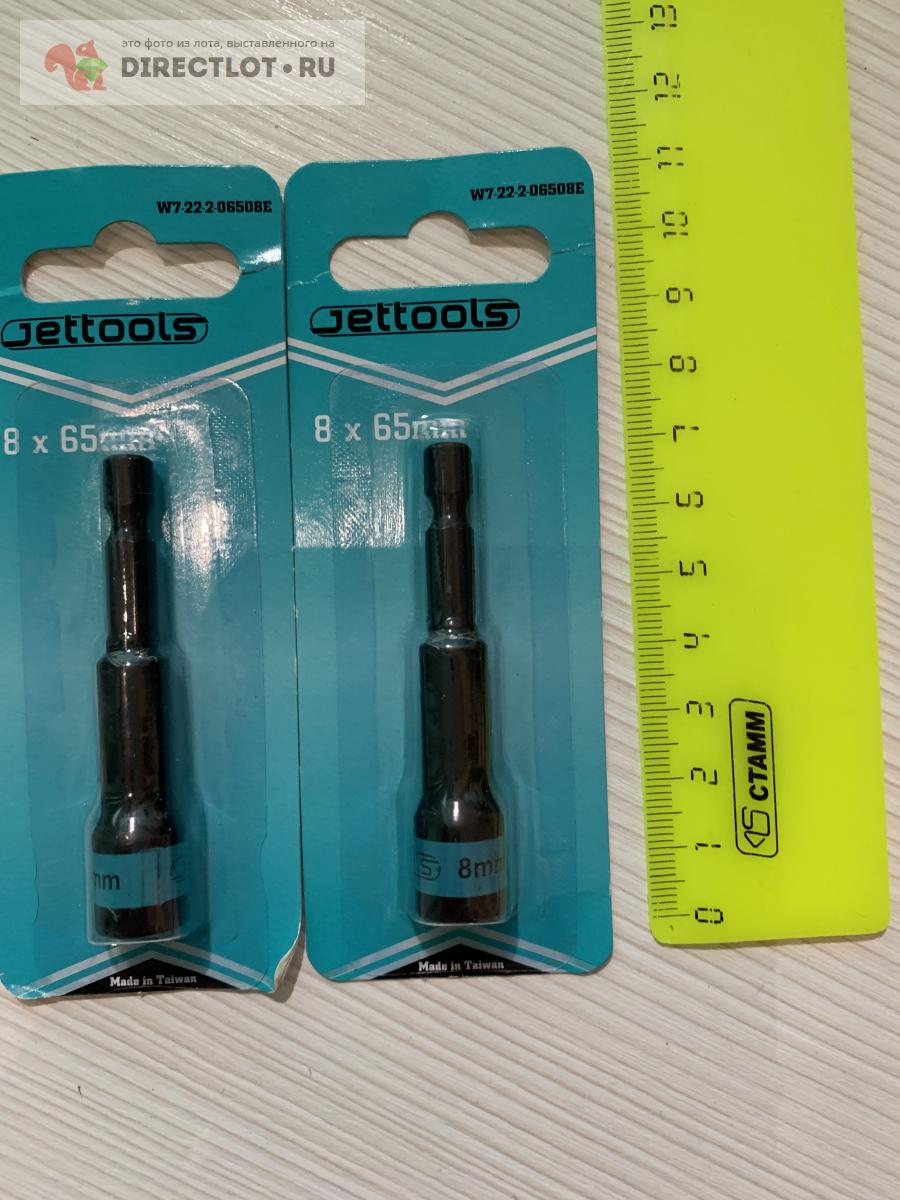 это фото из лота, выставленного на
DIRECTLOT.RU
W7-22-2-06508E
Jettools
8 x 65mm
mm
Made in Taiwan
W7-22-2-06508E
Jettools
8 x 65mm
8mm
Made in Taiwan
13
12
11
10
9
8
7
6
5
4
3
2
1
0
СТАММ